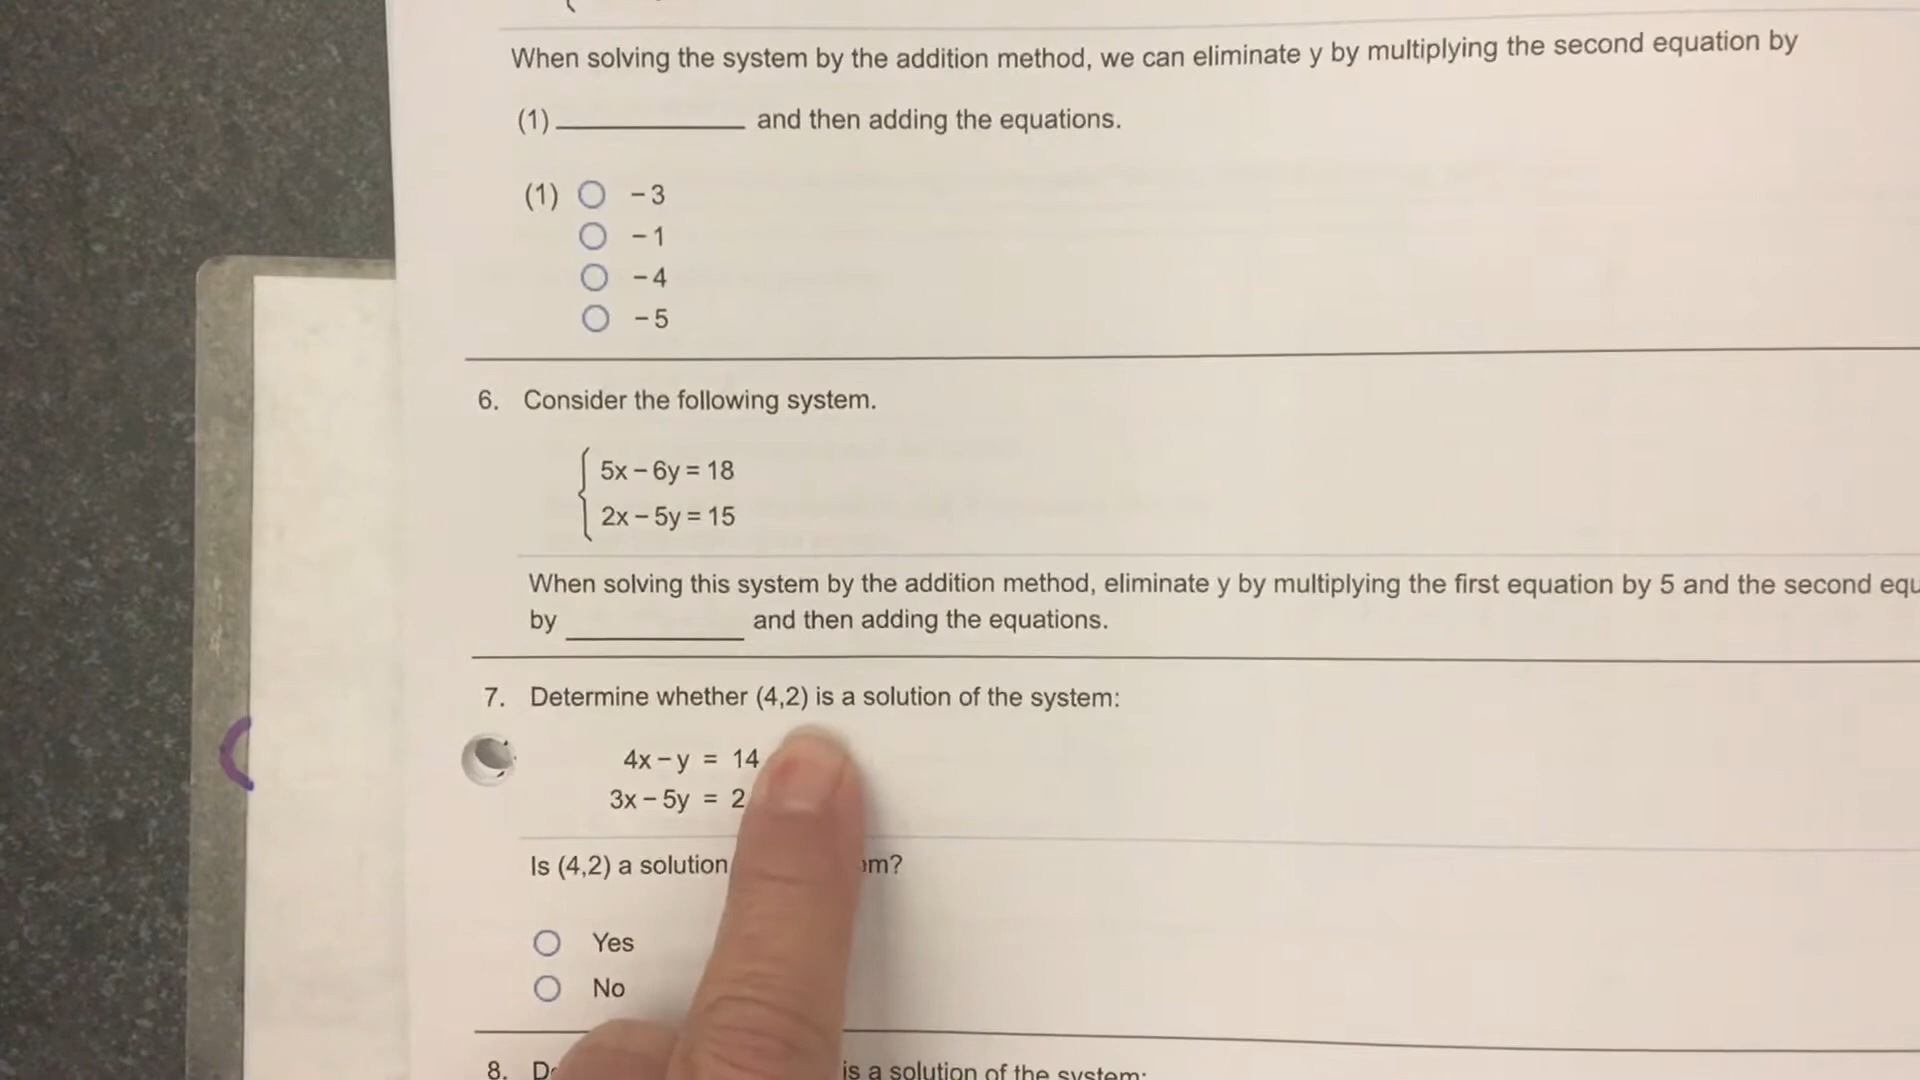 When solving the system by the addition method, we can eliminate y by multiplying the second equation by
(1) __________ and then adding the equations.
(1) ○ −3
○ −1
○ −4
○ −5
6. Consider the following system.
5x − 6y = 18
2x − 5y = 15
When solving this system by the addition method, eliminate y by multiplying the first equation by 5 and the second equ
by __________ and then adding the equations.
7. Determine whether (4,2) is a solution of the system:
4x − y = 14
3x − 5y = 2
Is (4,2) a solution m?
○ Yes
○ No
8. D is a solution of the system: